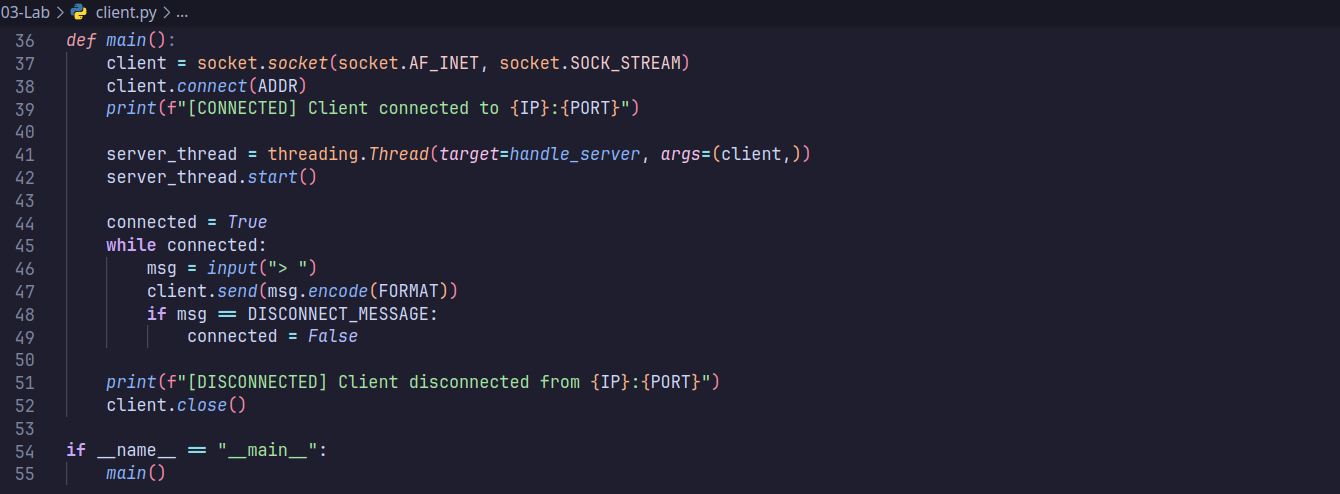 03-Lab > client.py > ...
36 def main():
37 client = socket.socket(socket.AF_INET, socket.SOCK_STREAM)
38 client.connect(ADDR)
39 print(f"[CONNECTED] Client connected to {IP}:{PORT}")
40
41 server_thread = threading.Thread(target=handle_server, args=(client,))
42 server_thread.start()
43
44 connected = True
45 while connected:
46 msg = input("> ")
47 client.send(msg.encode(FORMAT))
48 if msg == DISCONNECT_MESSAGE:
49 connected = False
50
51 print(f"[DISCONNECTED] Client disconnected from {IP}:{PORT}")
52 client.close()
53
54 if __name__ == "__main__":
55 main()